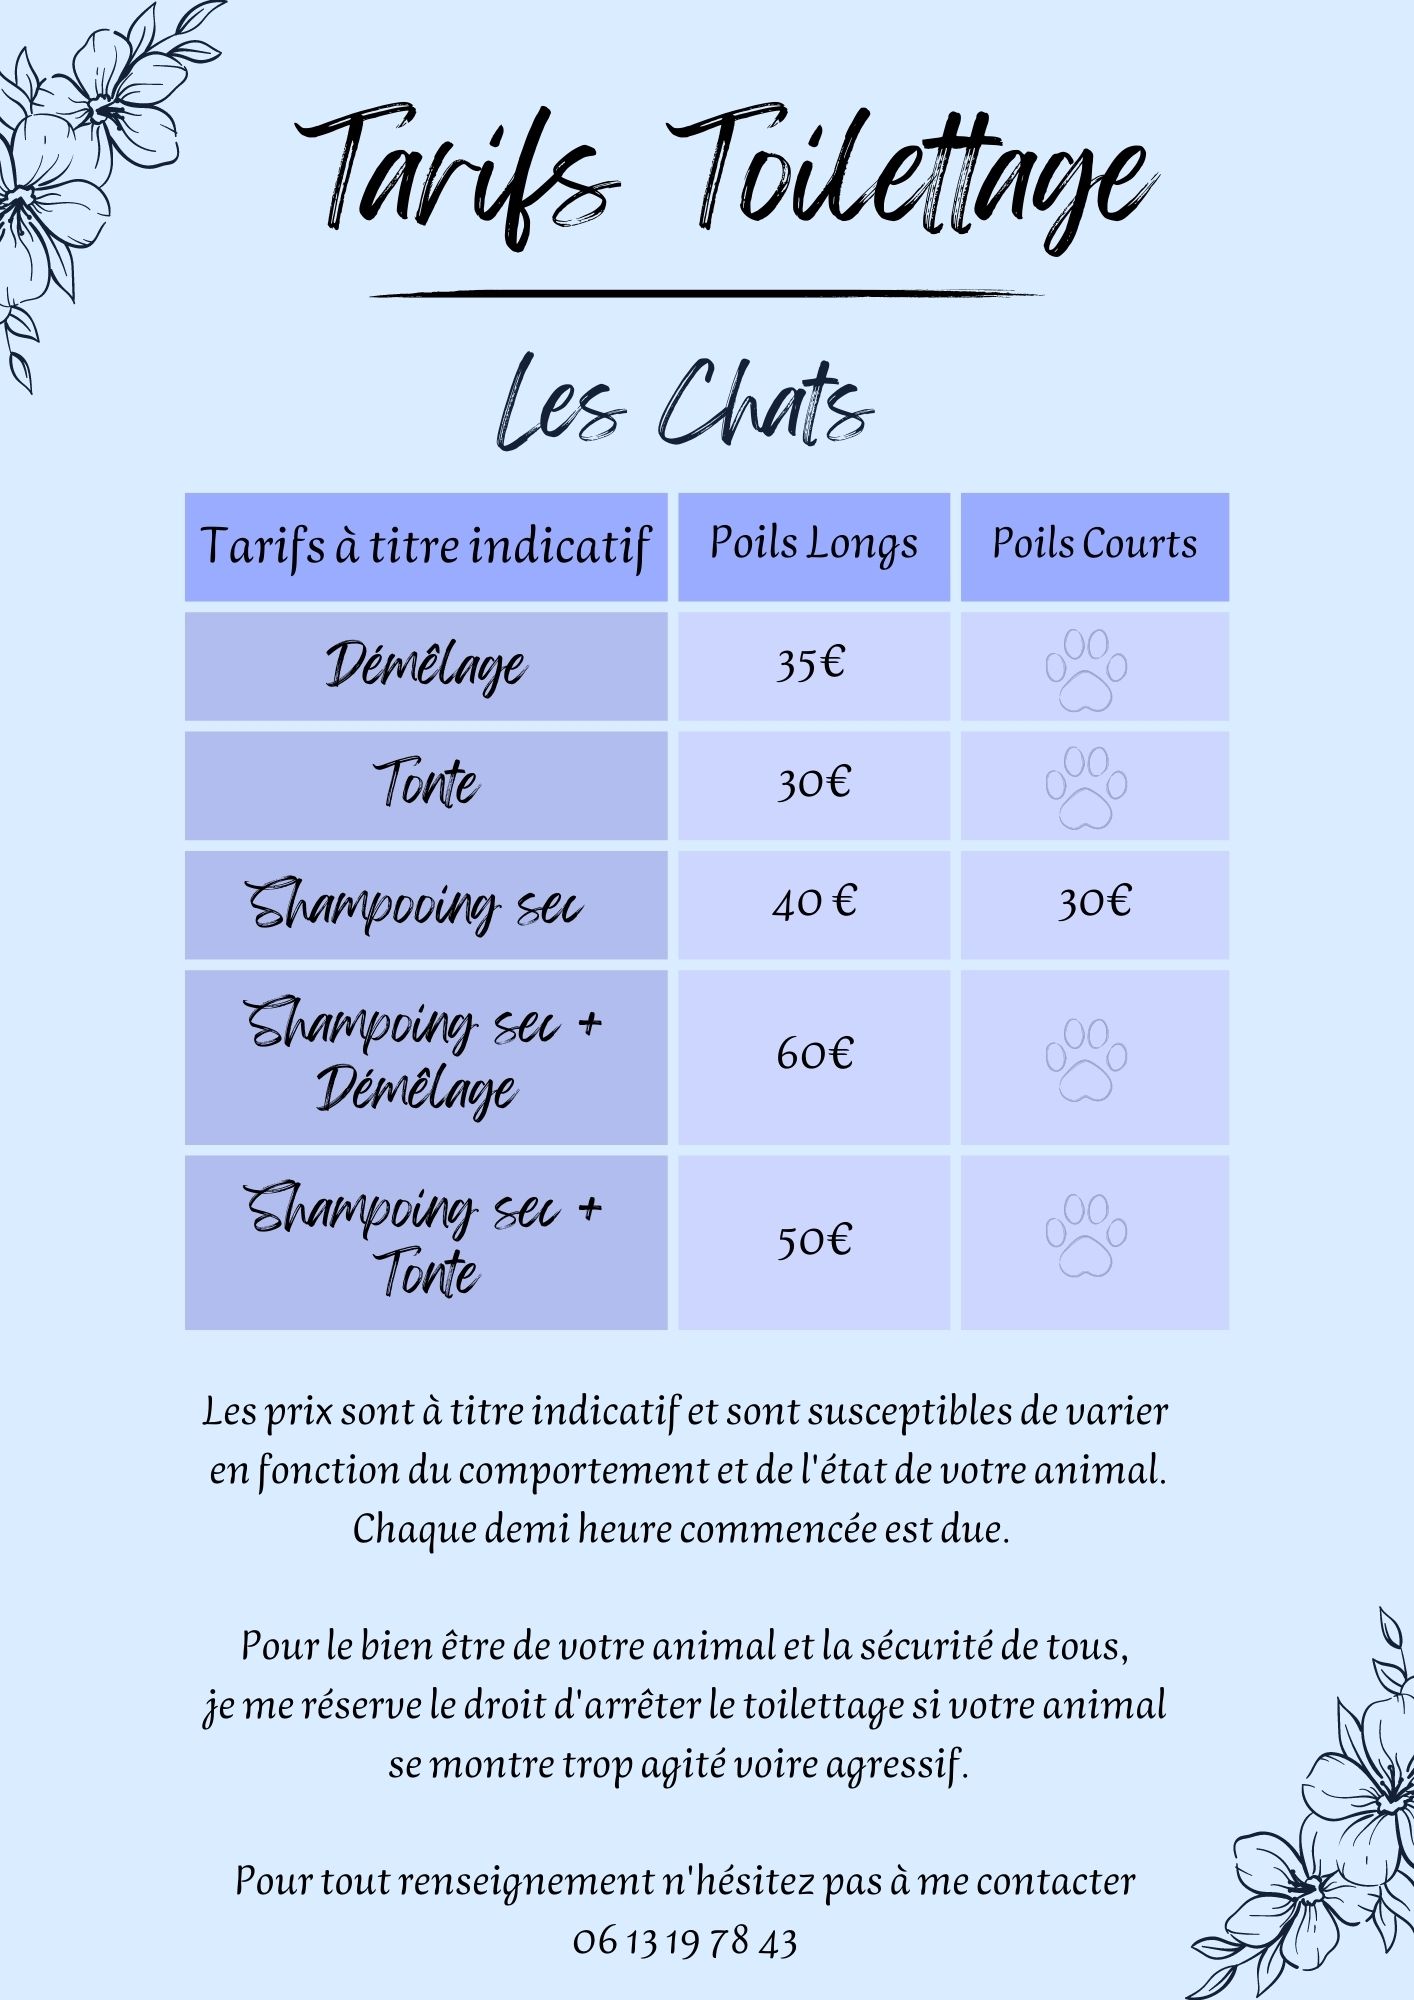 Tarifs Toilettage
Les Chats
Tarifs à titre indicatif Poils Longs Poils Courts
Démêlage 35€
Tonte 30€
Shampooing sec 40 € 30€
Shampoing sec +
Démêlage 60€
Shampoing sec +
Tonte 50€
Les prix sont à titre indicatif et sont susceptibles de varier
en fonction du comportement et de l'état de votre animal.
Chaque demi heure commencée est due.
Pour le bien être de votre animal et la sécurité de tous,
je me réserve le droit d'arrêter le toilettage si votre animal
se montre trop agité voire agressif.
Pour tout renseignement n'hésitez pas à me contacter
06 13 19 78 43